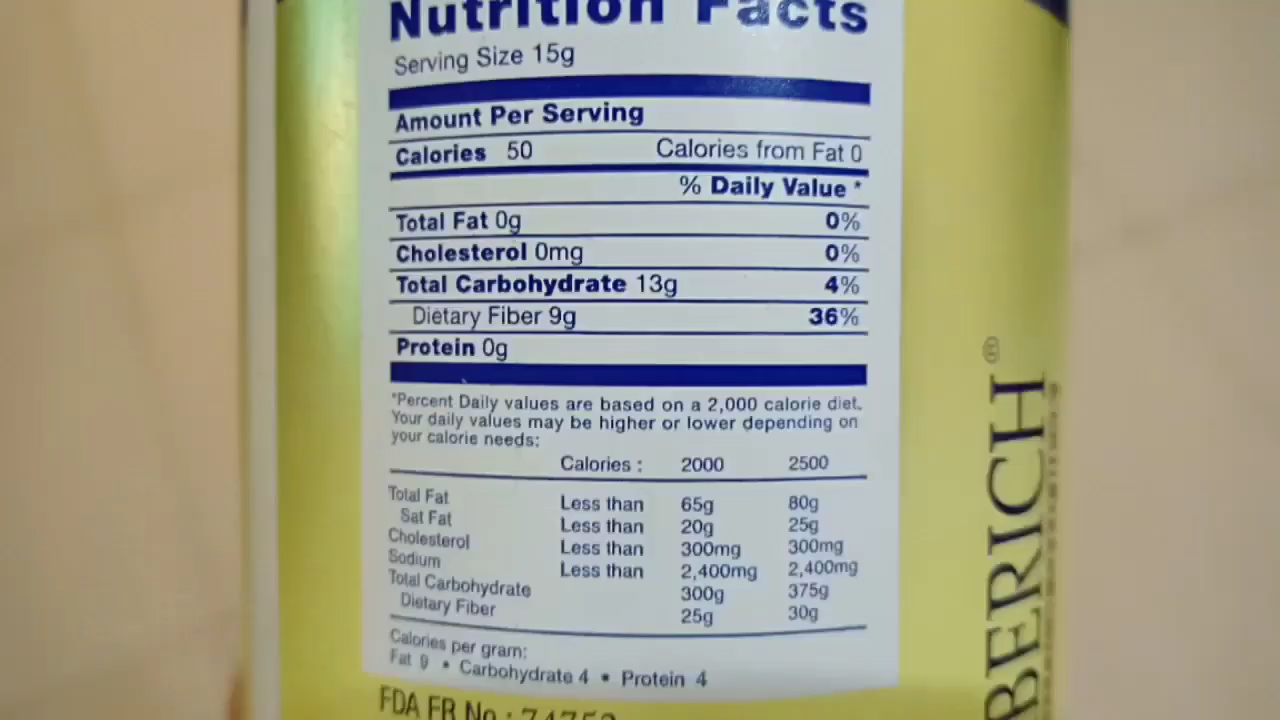 Nutrition Facts
Serving Size 15g
Amount Per Serving
Calories 50 Calories from Fat 0
% Daily Value *
Total Fat 0g 0%
Cholesterol 0mg 0%
Total Carbohydrate 13g 4%
Dietary Fiber 9g 36%
Protein 0g
*Percent Daily values are based on a 2,000 calorie diet.
Your daily values may be higher or lower depending on
your calorie needs:
Calories : 2000 2500
Total Fat Less than 65g 80g
Sat Fat Less than 20g 25g
Cholesterol Less than 300mg 300mg
Sodium Less than 2,400mg 2,400mg
Total Carbohydrate 300g 375g
Dietary Fiber 25g 30g
Calories per gram:
Fat 9 • Carbohydrate 4 • Protein 4
FDA FR No :
BERICH®